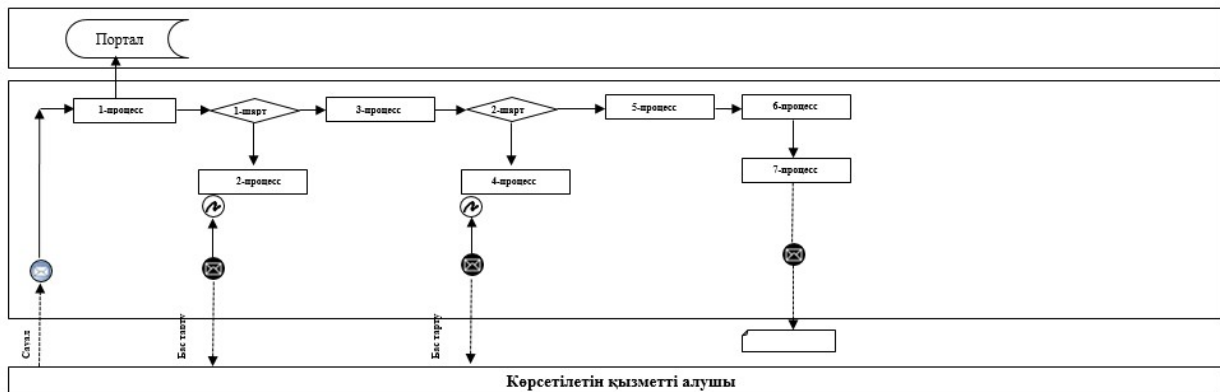 Портал
1-процесс
1-шарт
3-процесс
2-шарт
5-процесс
6-процесс
2-процесс
4-процесс
7-процесс
Сауал
Бас тарту
Бас тарту
Көрсетілетін қызметті алушы